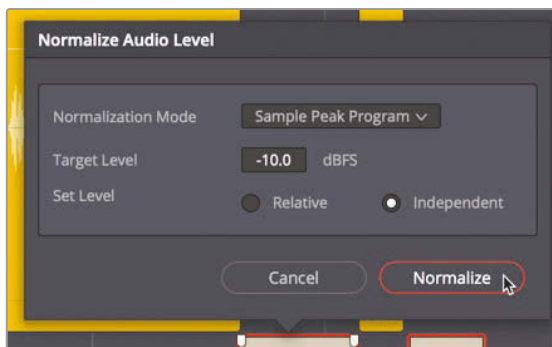 Normalize Audio Level
Normalization Mode Sample Peak Program
Target Level -10.0 dBFS
Set Level Relative Independent
Cancel Normalize